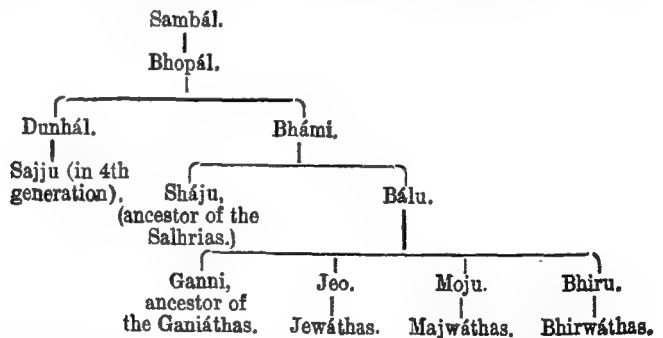 Sambál.
Bhopál.
Dunhál. Bhámi.
Sajju (in 4th Sháju, Bálu.
generation). (ancestor of the
Salhrias.)
Ganni, Jeo. Moju. Bhiru.
ancestor of
the Ganiáthas. Jewáthas. Majwáthas. Bhirwáthas.